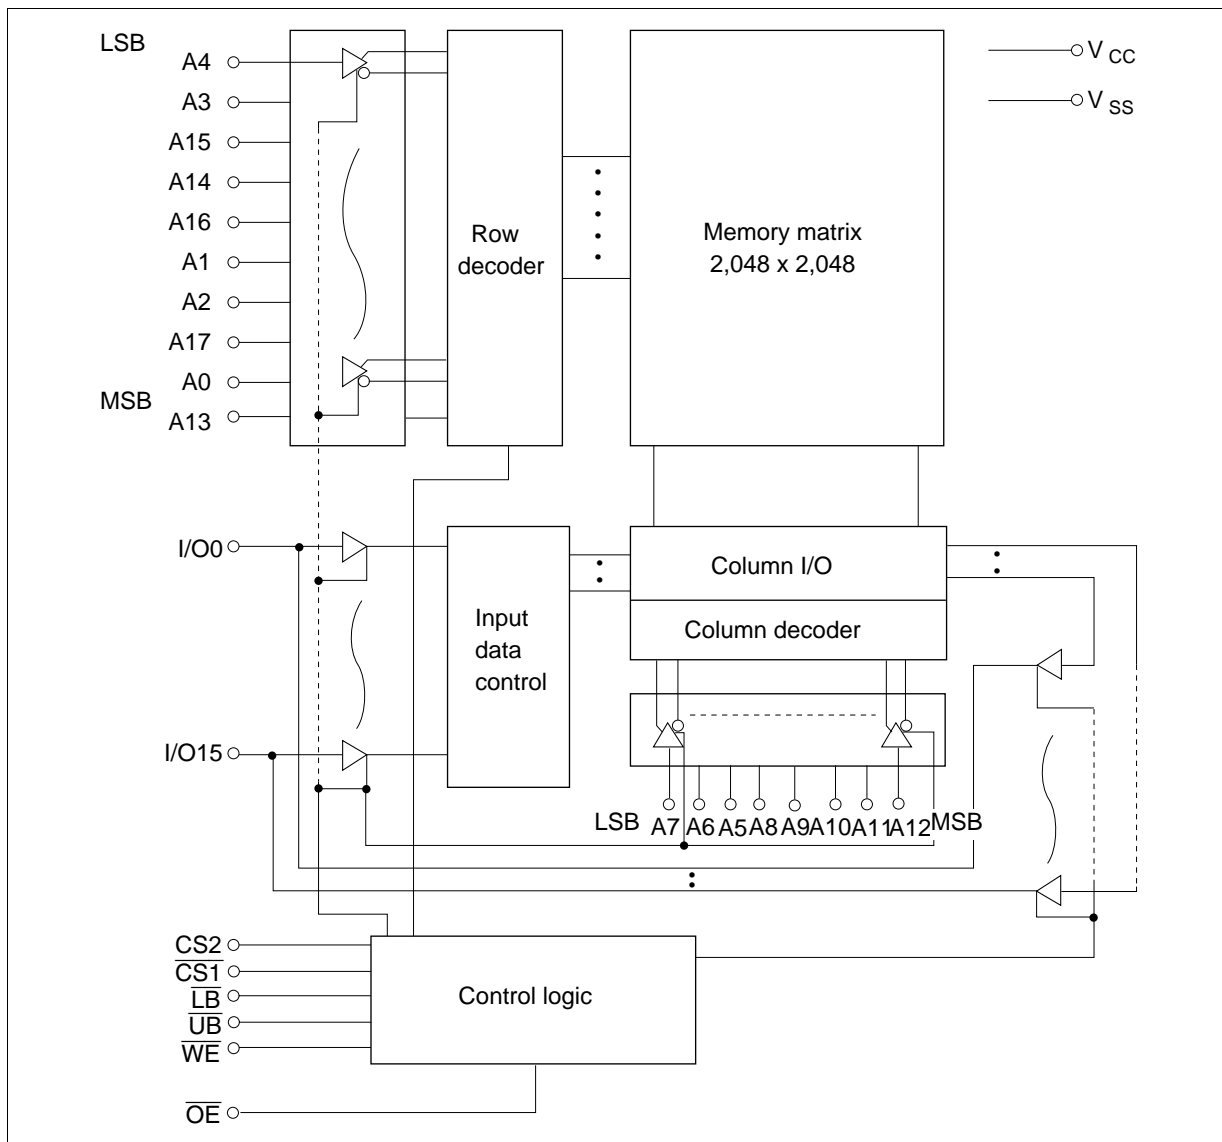 LSB
A4
A3
A15
A14
A16
A1
A2
A17
A0
MSB
A13
Row
decoder
Memory matrix
2,048 x 2,048
V CC
V SS
I/O0
I/O15
Input
data
control
Column I/O
Column decoder
LSB A7 A6 A5 A8 A9 A10 A11 A12 MSB
CS2
CS1
LB
UB
WE
OE
Control logic